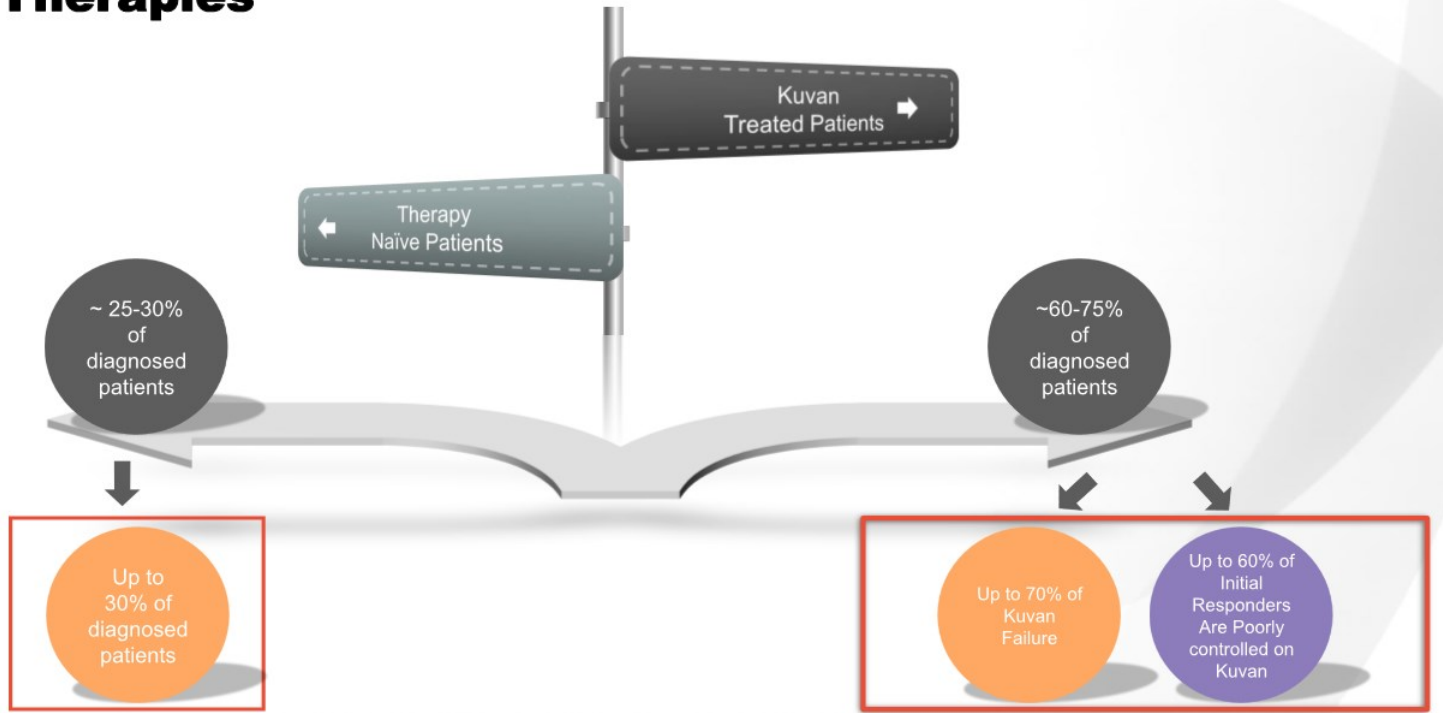 Therapies
Kuvan
Treated Patients
Therapy
Naïve Patients
~ 25-30%
of
diagnosed
patients
~60-75%
of
diagnosed
patients
Up to
30% of
diagnosed
patients
Up to 70% of
Kuvan
Failure
Up to 60% of
Initial
Responders
Are Poorly
controlled on
Kuvan